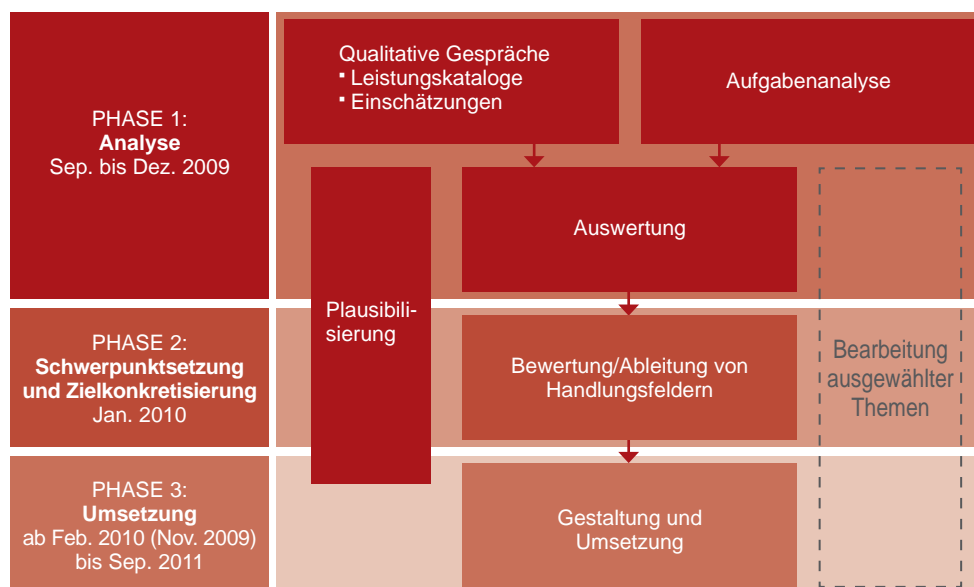 PHASE 1:
Analyse
Sep. bis Dez. 2009
Qualitative Gespräche
▪ Leistungskataloge
▪ Einschätzungen
Aufgabenanalyse
Auswertung
Plausibili-
sierung
PHASE 2:
Schwerpunktsetzung
und Zielkonkretisierung
Jan. 2010
Bewertung/Ableitung von
Handlungsfeldern
Bearbeitung
ausgewählter
Themen
PHASE 3:
Umsetzung
ab Feb. 2010 (Nov. 2009)
bis Sep. 2011
Gestaltung und
Umsetzung